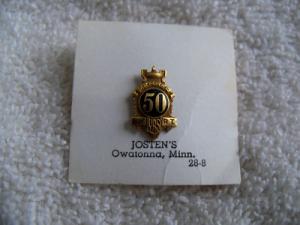 50
JOSTEN'S
Owatonna, Minn.
28-8